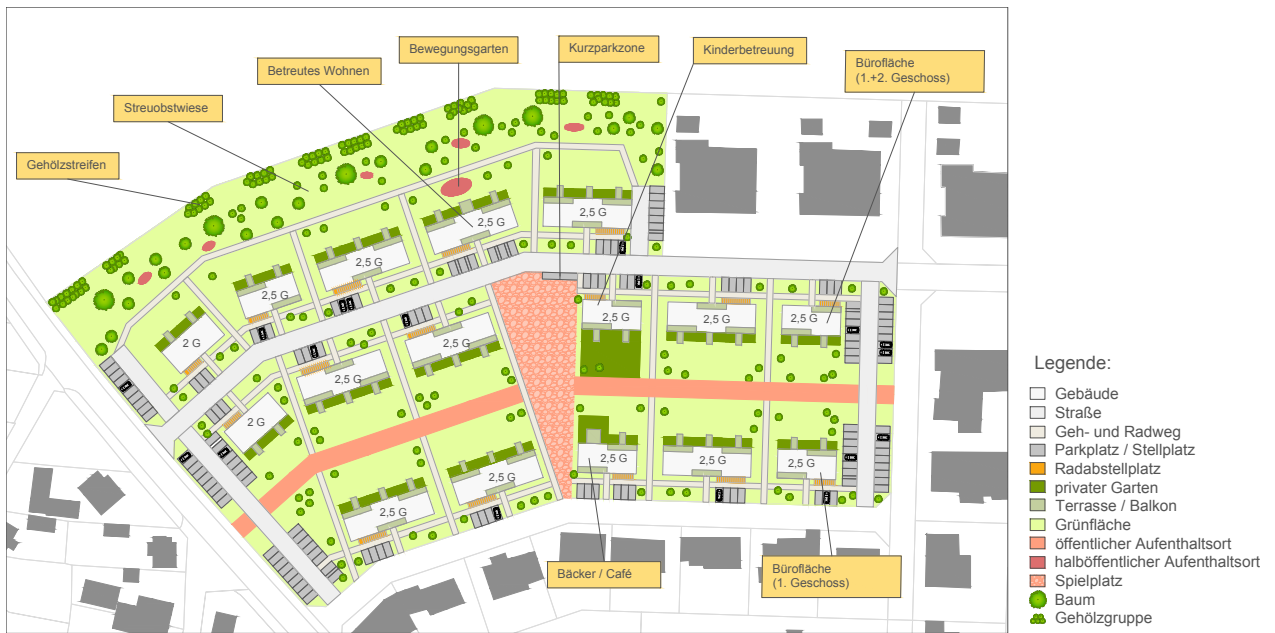 Bewegungsgarten
Kurzparkzone
Kinderbetreuung
Bürofläche
(1.+2. Geschoss)
Betreutes Wohnen
Streuobstwiese
Gehölzstreifen
2,5 G
2,5 G
2,5 G
2,5 G
2 G
2,5 G
2,5 G
2,5 G
2,5 G
2,5 G
2 G
2,5 G
2,5 G
2,5 G
2,5 G
2,5 G
Bäcker / Café
Bürofläche
(1. Geschoss)
Legende:
Gebäude
Straße
Geh- und Radweg
Parkplatz / Stellplatz
Radabstellplatz
privater Garten
Terrasse / Balkon
Grünfläche
öffentlicher Aufenthaltsort
halböffentlicher Aufenthaltsort
Spielplatz
Baum
Gehölzgruppe